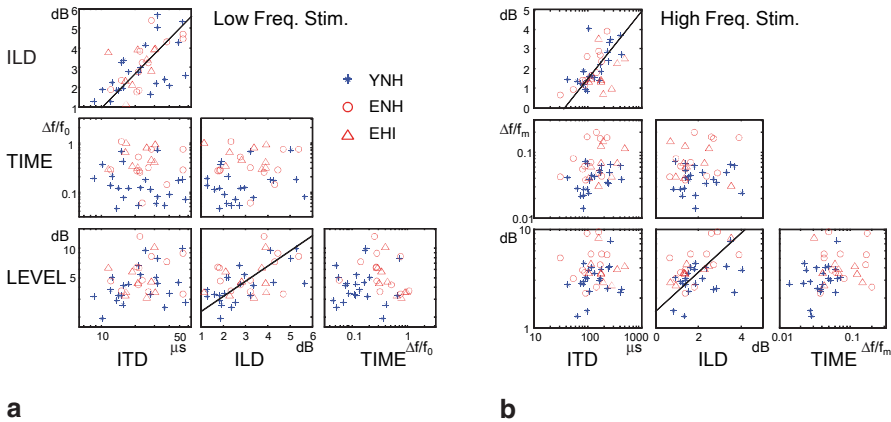 dB
6
5
4
3
2
1
ILD
Low Freq. Stim.
YNH
ENH
EHI
Δf/f0
1
0.1
TIME
dB
10
5
LEVEL
10
50
μs
ITD
1
2
3
4
5
6
dB
ILD
0.1
1
Δf/f0
TIME
a
dB
5
4
3
2
1
0
High Freq. Stim.
Δf/fm
0.1
0.01
dB
10
1
10
100
1000
μs
ITD
0
2
4
dB
ILD
0.01
0.1
Δf/fm
TIME
b